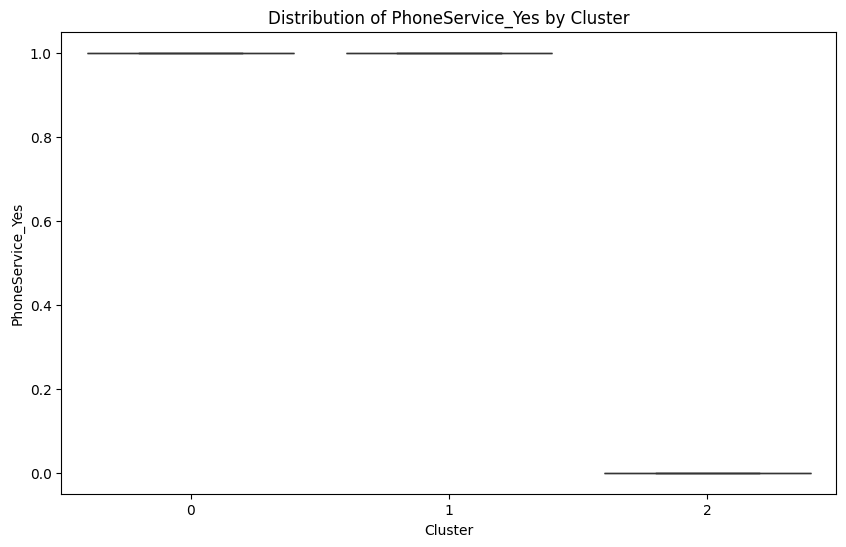 Distribution of PhoneService_Yes by Cluster
1.0
0.8
0.6
0.4
0.2
0.0
PhoneService_Yes
0 1 2
Cluster